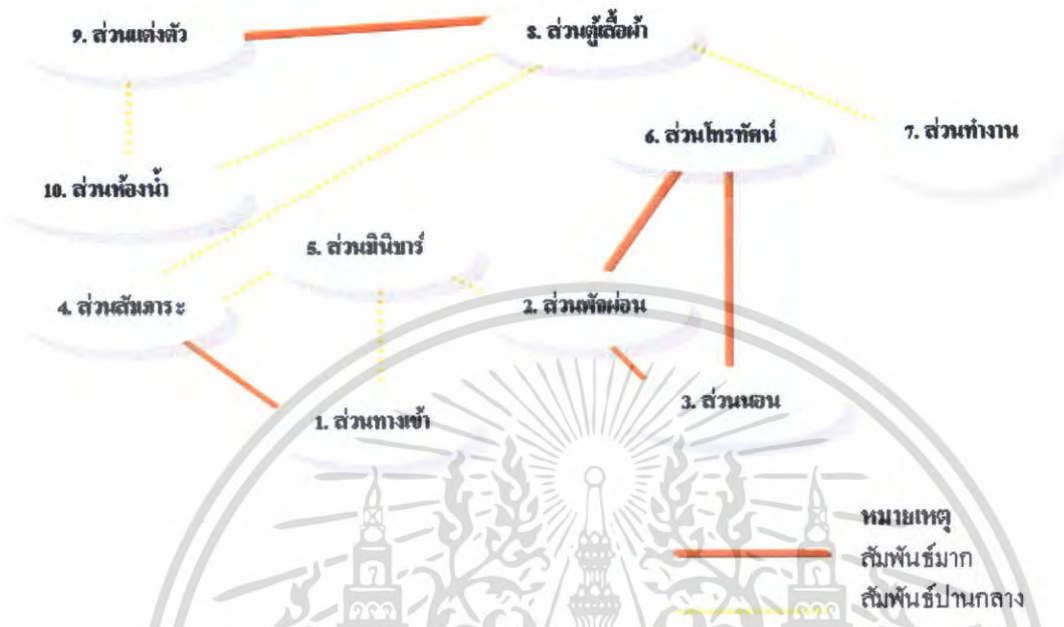 9. ส่วนแต่งตัว
8. ส่วนตู้เสื้อผ้า
6. ส่วนโทรทัศน์
7. ส่วนทำงาน
10. ส่วนห้องน้ำ
5. ส่วนมินิบาร์
4. ส่วนสัมภาระ
2. ส่วนพักผ่อน
3. ส่วนนอน
1. ส่วนทางเข้า
หมายเหตุ
สัมพันธ์มาก
สัมพันธ์ปานกลาง